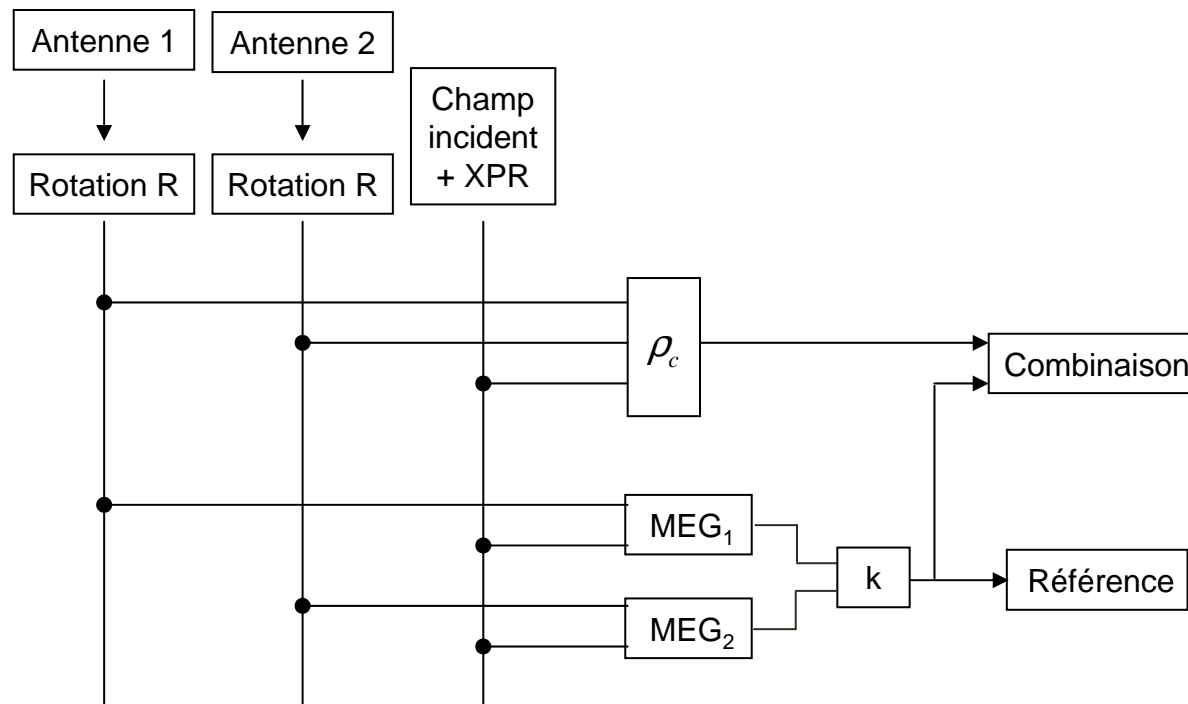 Antenne 1
Antenne 2
Champ
incident
+ XPR
Rotation R
Rotation R
ρc
Combinaison
MEG1
k
Référence
MEG2